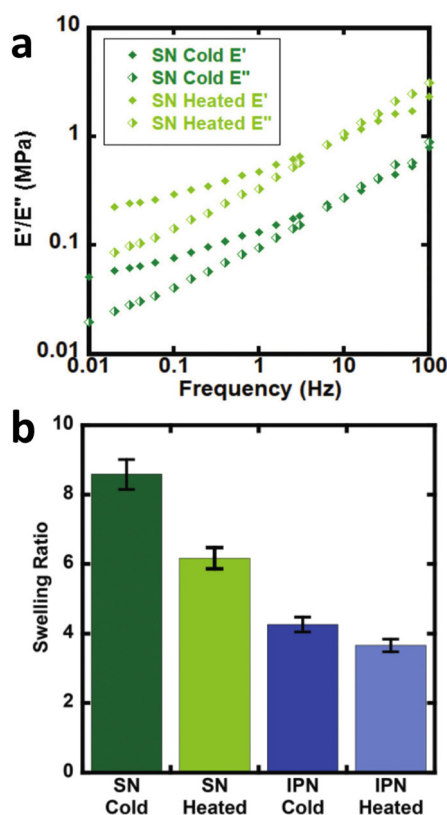 a
10
1
0.1
0.01
E'/E" (MPa)
SN Cold E'
SN Cold E"
SN Heated E'
SN Heated E"
0.01 0.1 1 10 100
Frequency (Hz)
b
10
8
6
4
2
0
Swelling Ratio
SN SN IPN IPN
Cold Heated Cold Heated